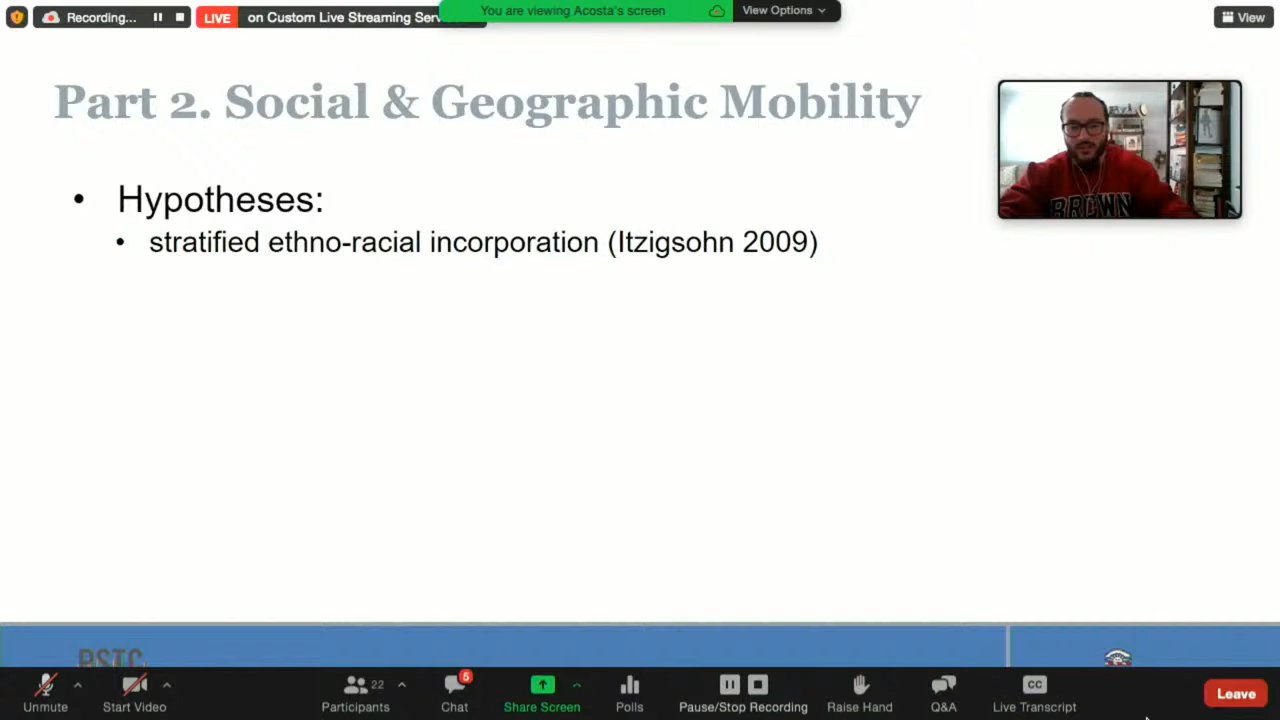 Recording...
LIVE on Custom Live Streaming Serv
You are viewing Acosta's screen
View Options
View
Part 2. Social & Geographic Mobility
BROWN
• Hypotheses:
• stratified ethno-racial incorporation (Itzigsohn 2009)
RSTC
Unmute
Start Video
22
Participants
5
Chat
Share Screen
Polls
Pause/Stop Recording
Raise Hand
Q&A
CC
Live Transcript
Leave